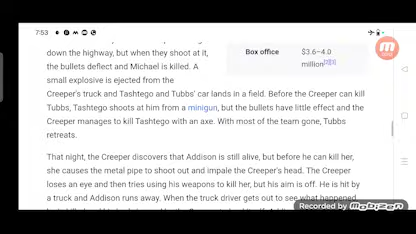 7:53
down the highway, but when they shoot at it,
the bullets deflect and Michael is killed. A
small explosive is ejected from the
Creeper's truck and Tashtego and Tubbs' car lands in a field. Before the Creeper can kill
Tubbs, Tashtego shoots at him from a minigun, but the bullets have little effect and the
Creeper manages to kill Tashtego with an axe. With most of the team gone, Tubbs
retreats.
Box office $3.6–4.0
million[2][3]
That night, the Creeper discovers that Addison is still alive, but before he can kill her,
she causes the metal pipe to shoot out and impale the Creeper's head. The Creeper
loses an eye and then tries using his weapons to kill her, but his aim is off. He is hit by
a truck and Addison runs away. When the truck driver gets out to see what happened
Recorded by Mobizen